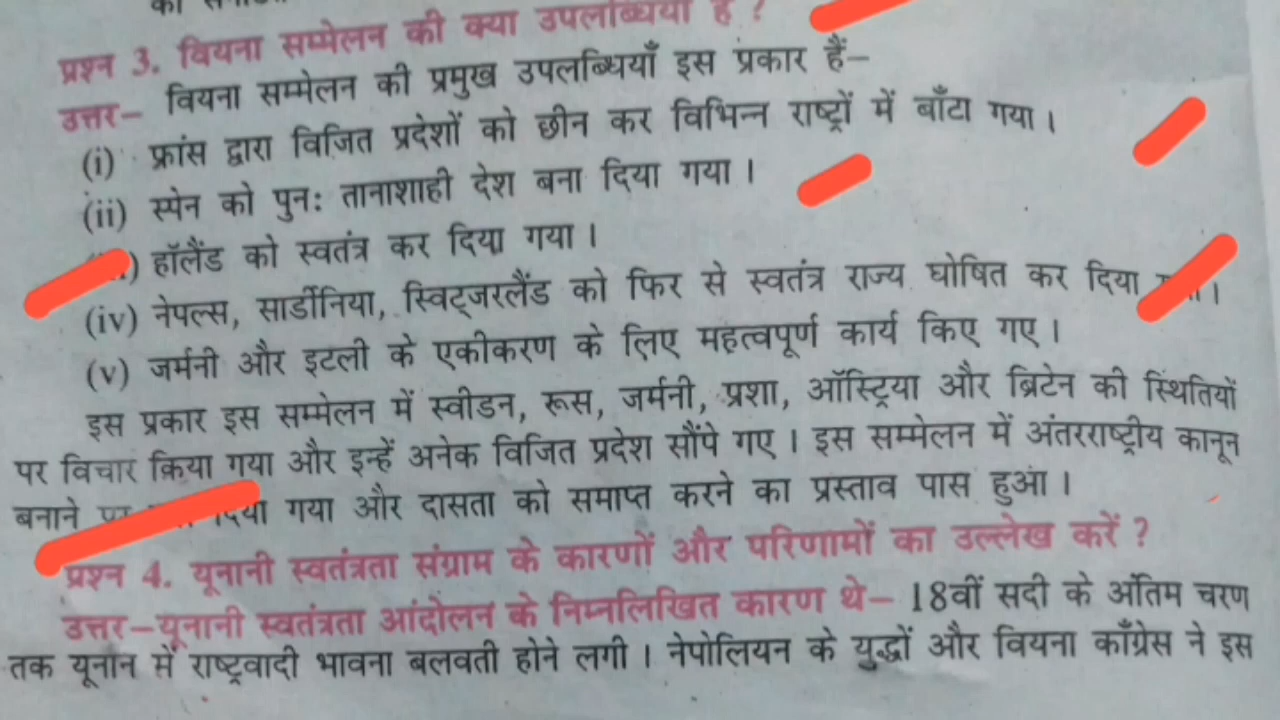 प्रश्न 3. वियना सम्मेलन की क्या उपलब्धियाँ हैं ?
उत्तर- वियना सम्मेलन की प्रमुख उपलब्धियाँ इस प्रकार हैं–
(i) फ्रांस द्वारा विजित प्रदेशों को छीन कर विभिन्न राष्ट्रों में बाँटा गया।
(ii) स्पेन को पुनः तानाशाही देश बना दिया गया।
) हॉलैंड को स्वतंत्र कर दिया गया।
(iv) नेपल्स, सार्डीनिया, स्विट्जरलैंड को फिर से स्वतंत्र राज्य घोषित कर दिया ।
(v) जर्मनी और इटली के एकीकरण के लिए महत्वपूर्ण कार्य किए गए।
इस प्रकार इस सम्मेलन में स्वीडन, रूस, जर्मनी, प्रशा, ऑस्ट्रिया और ब्रिटेन की स्थितियों
पर विचार किया गया और इन्हें अनेक विजित प्रदेश सौंपे गए। इस सम्मेलन में अंतरराष्ट्रीय कानून
बनाने गया और दासता को समाप्त करने का प्रस्ताव पास हुआ।
प्रश्न 4. यूनानी स्वतंत्रता संग्राम के कारणों और परिणामों का उल्लेख करें ?
उत्तर–यूनानी स्वतंत्रता आंदोलन के निम्नलिखित कारण थे– 18वीं सदी के अंतिम चरण
तक यूनान में राष्ट्रवादी भावना बलवती होने लगी। नेपोलियन के युद्धों और वियना काँग्रेस ने इस